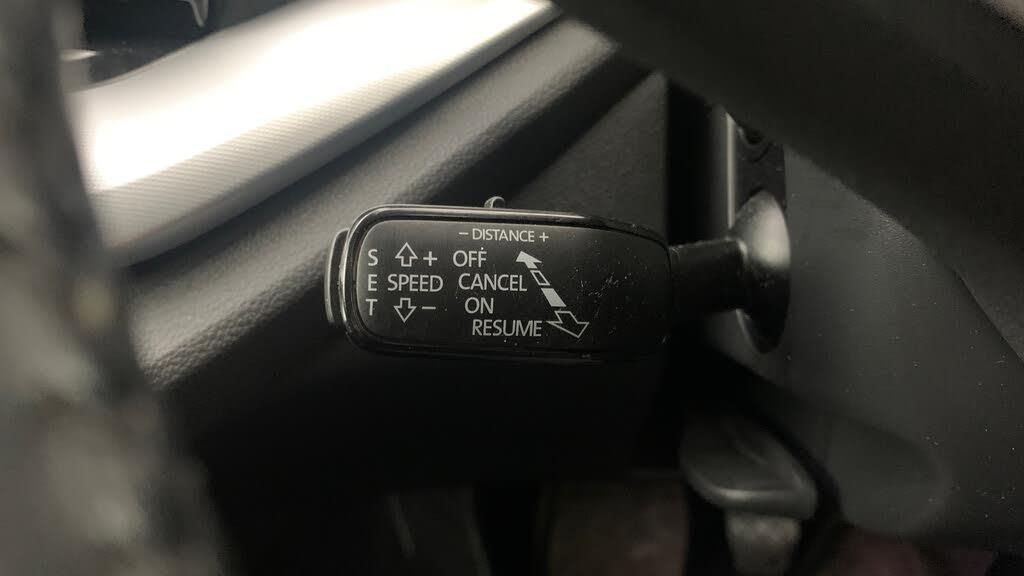 − DISTANCE +
S + OFF
E SPEED CANCEL
T − ON
RESUME